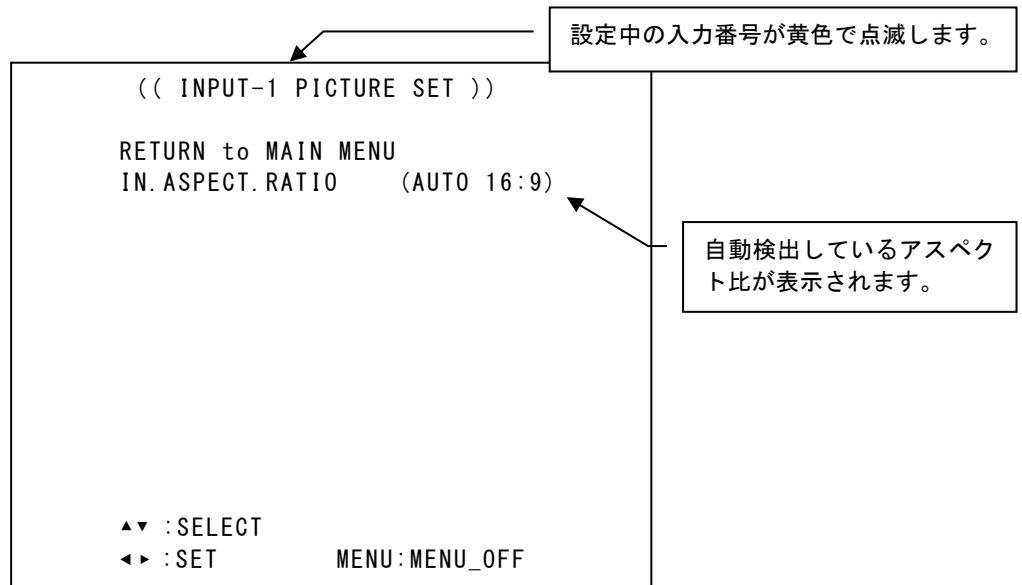 設定中の入力番号が黄色で点滅します。
(( INPUT-1 PICTURE SET ))
RETURN to MAIN MENU
IN.ASPECT.RATIO (AUTO 16:9)
自動検出しているアスペク
ト比が表示されます。
▲▼ :SELECT
◄► :SET MENU:MENU_OFF